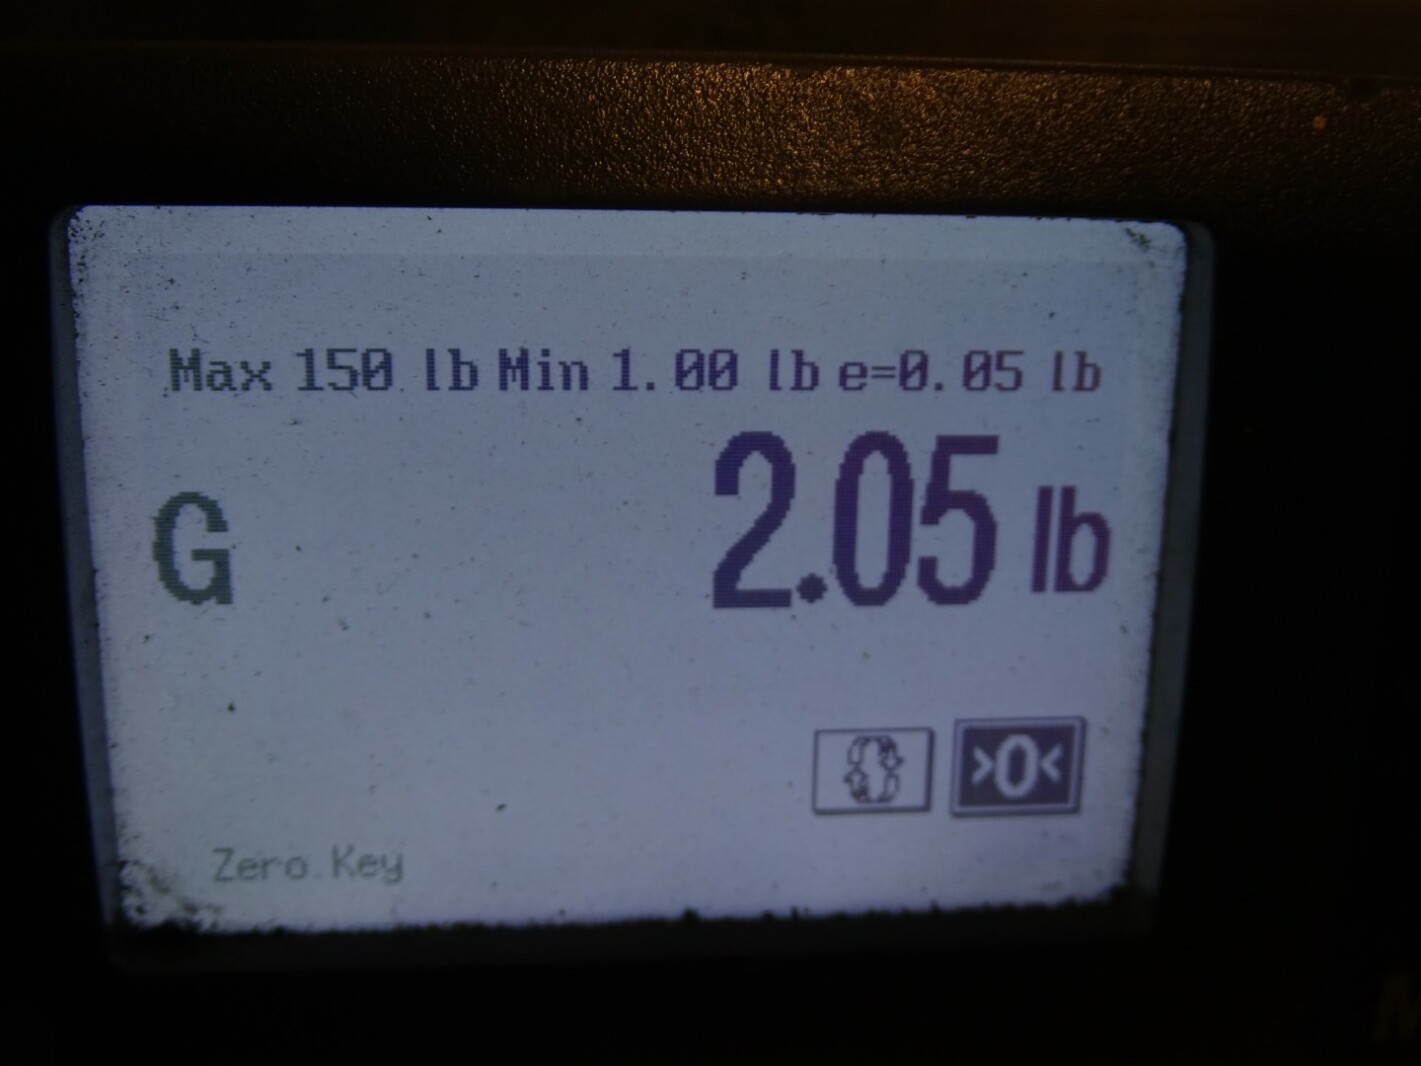 Max 150 lb Min 1.00 lb e=0.05 lb
G 2.05 lb
>0<
Zero Key